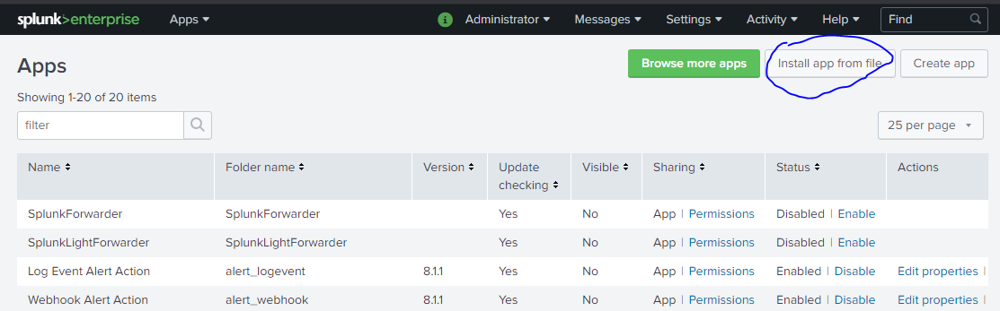 splunk>enterprise Apps ▾ i Administrator ▾ Messages ▾ Settings ▾ Activity ▾ Help ▾ Find
Apps Browse more apps Install app from file Create app
Showing 1-20 of 20 items
filter 25 per page ▾
Name Folder name Version Update checking Visible Sharing Status Actions
SplunkForwarder SplunkForwarder Yes No App | Permissions Disabled | Enable
SplunkLightForwarder SplunkLightForwarder Yes No App | Permissions Disabled | Enable
Log Event Alert Action alert_logevent 8.1.1 Yes No App | Permissions Enabled | Disable Edit properties |
Webhook Alert Action alert_webhook 8.1.1 Yes No App | Permissions Enabled | Disable Edit properties |